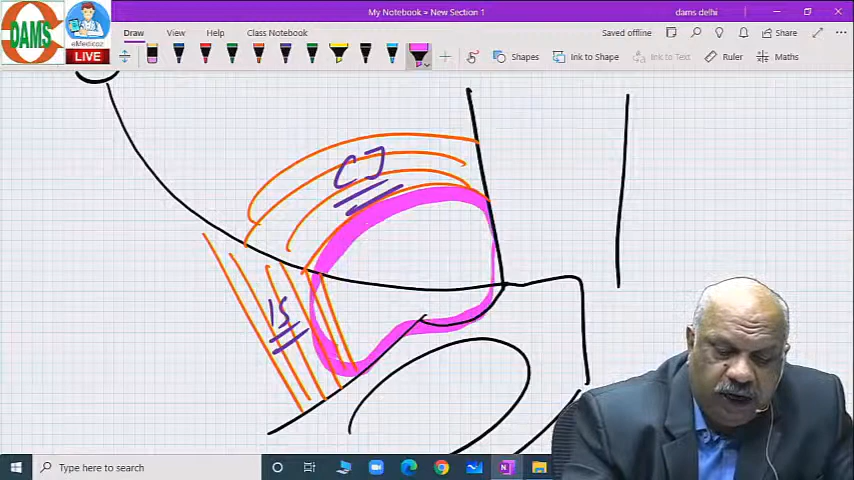 DAMS
eMedicoz
LIVE
My Notebook > New Section 1
dams delhi
Draw
View
Help
Class Notebook
Saved offline
Share
Shapes
Ink to Shape
Ink to Text
Ruler
Maths
CJ
IS
Type here to search